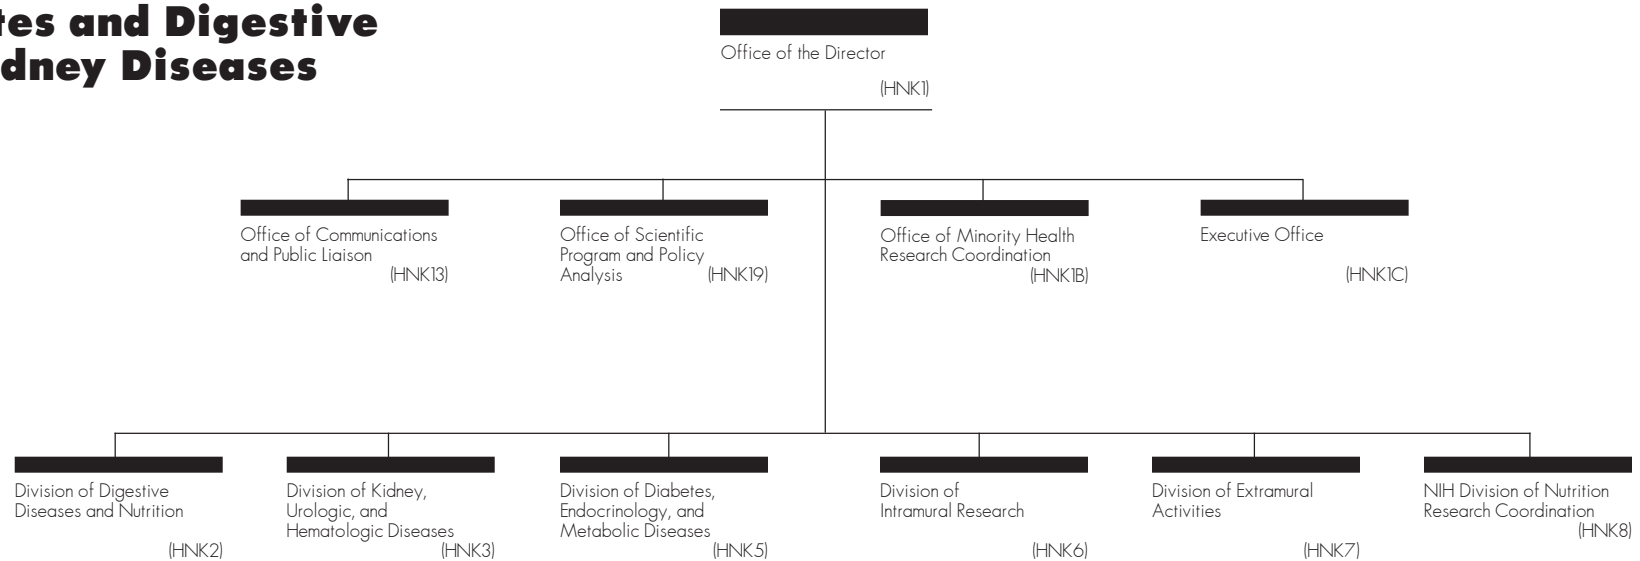 and Digestive
Diseases
Office of the Director
(HNK1)
Office of Communications
and Public Liaison
(HNK13)
Office of Scientific
Program and Policy
Analysis (HNK19)
Office of Minority Health
Research Coordination
(HNK1B)
Executive Office
(HNK1C)
Division of Digestive
Diseases and Nutrition
(HNK2)
Division of Kidney,
Urologic, and
Hematologic Diseases
(HNK3)
Division of Diabetes,
Endocrinology, and
Metabolic Diseases
(HNK5)
Division of
Intramural Research
(HNK6)
Division of Extramural
Activities
(HNK7)
NIH Division of Nutrition
Research Coordination
(HNK8)